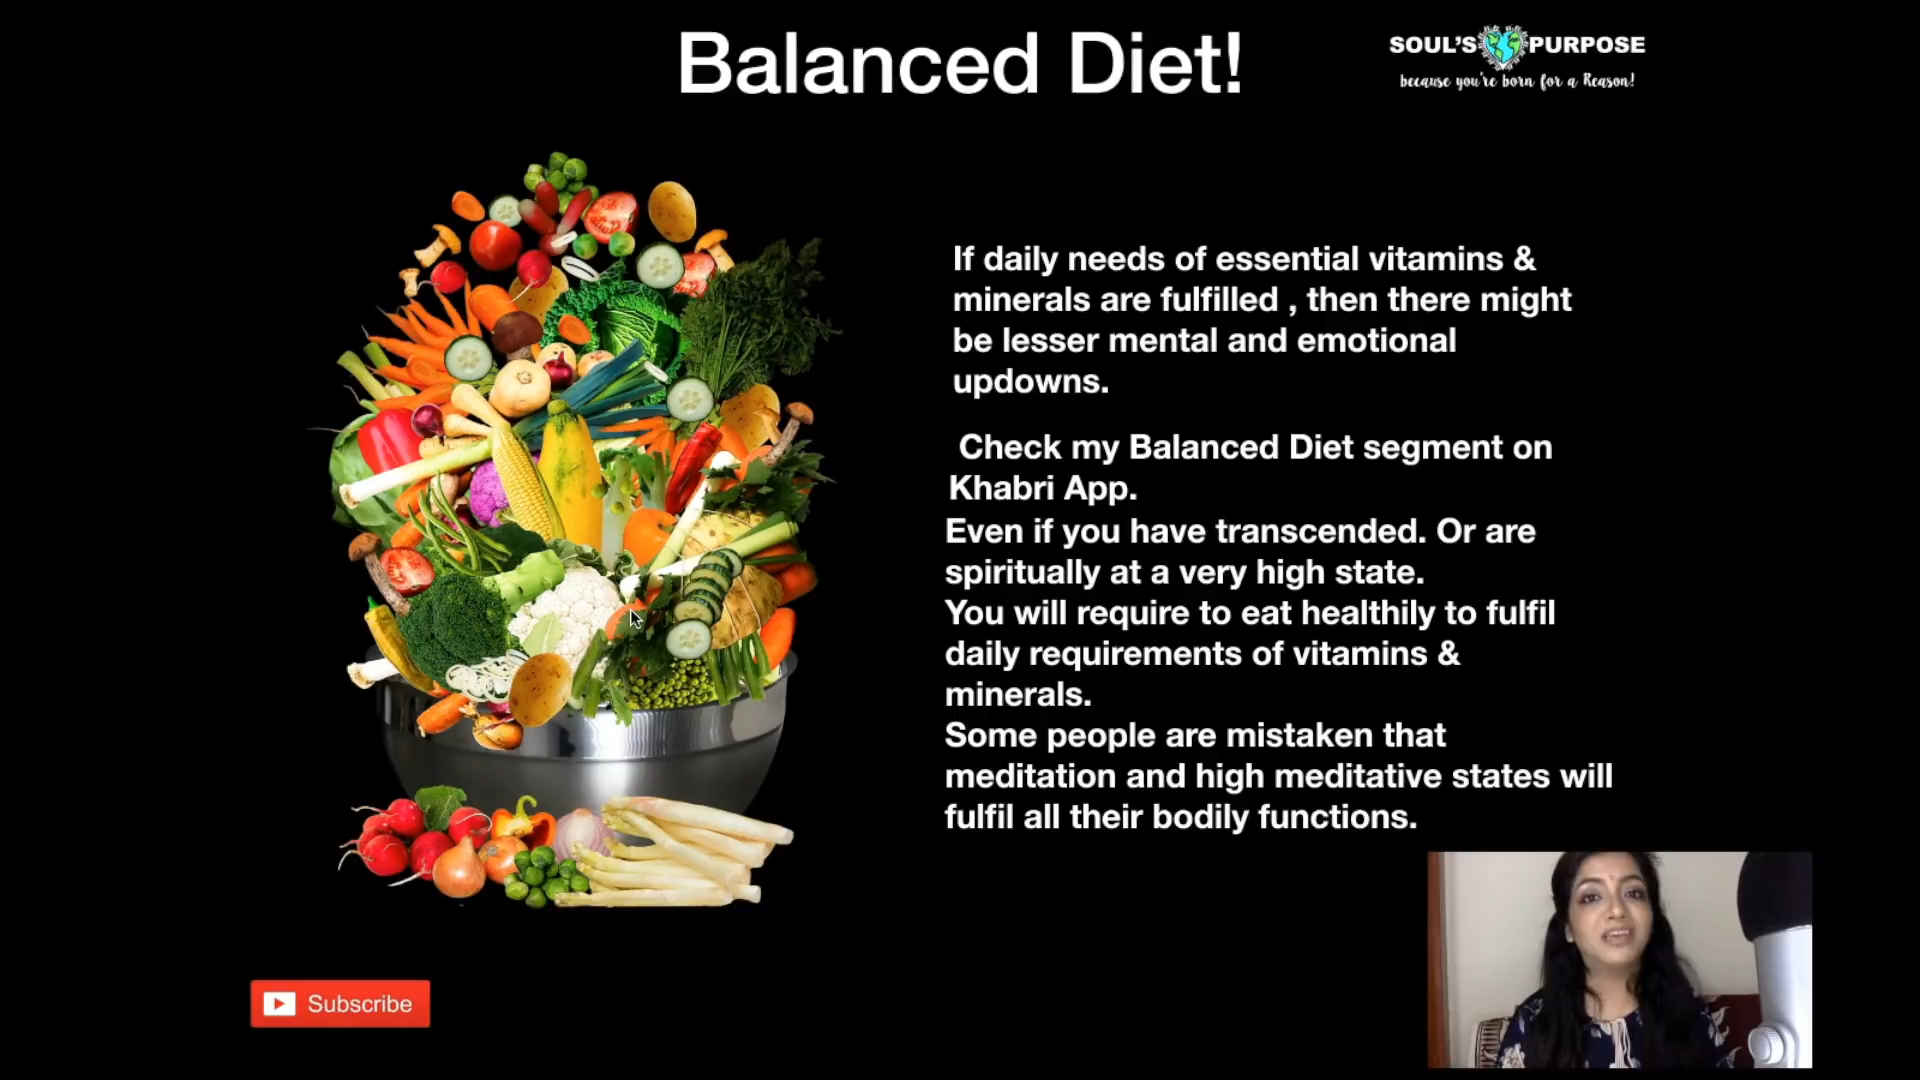 Balanced Diet!
SOUL'S PURPOSE
because you're born for a Reason!
If daily needs of essential vitamins &
minerals are fulfilled , then there might
be lesser mental and emotional
updowns.
Check my Balanced Diet segment on
Khabri App.
Even if you have transcended. Or are
spiritually at a very high state.
You will require to eat healthily to fulfil
daily requirements of vitamins &
minerals.
Some people are mistaken that
meditation and high meditative states will
fulfil all their bodily functions.
Subscribe